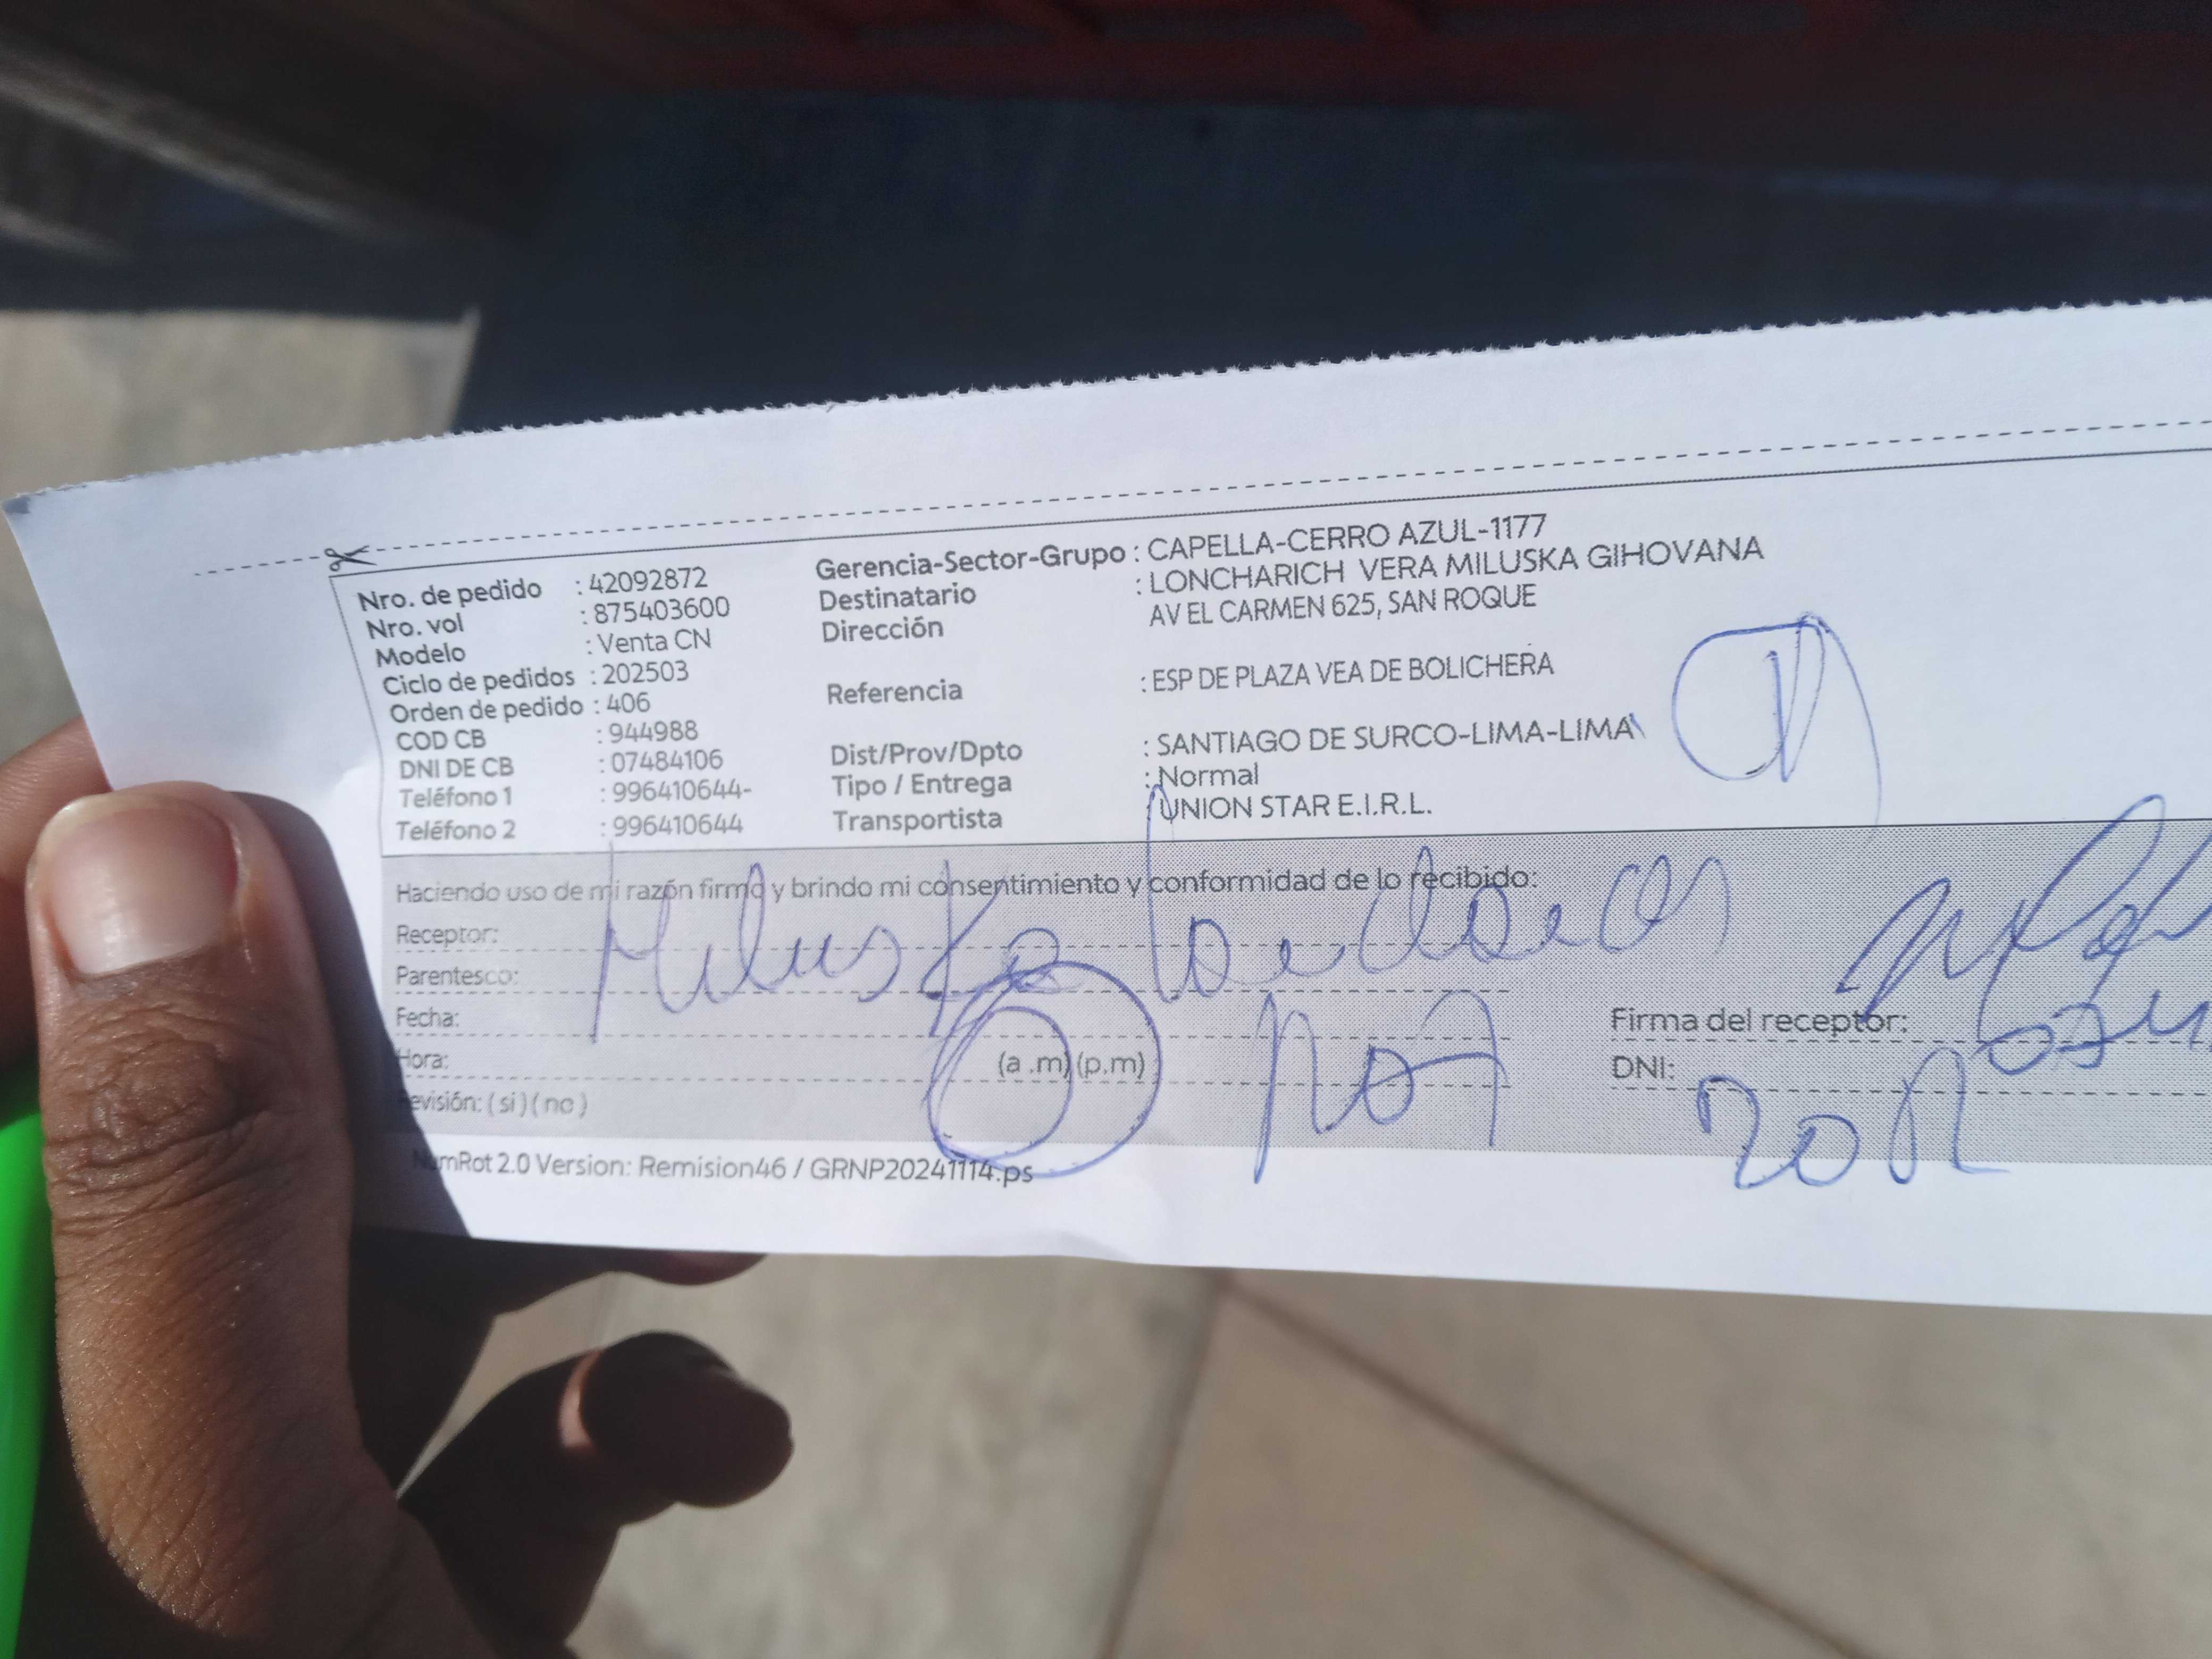 Nro. de pedido : 42092872
Nro. vol : 875403600
Modelo : Venta CN
Ciclo de pedidos : 202503
Orden de pedido : 406
COD CB : 944988
DNI DE CB : 07484106
Teléfono 1 : 996410644-
Teléfono 2 : 996410644
Gerencia-Sector-Grupo : CAPELLA-CERRO AZUL-1177
Destinatario : LONCHARICH VERA MILUSKA GIHOVANA
Dirección AV EL CARMEN 625, SAN ROQUE
Referencia : ESP DE PLAZA VEA DE BOLICHERA
Dist/Prov/Dpto : SANTIAGO DE SURCO-LIMA-LIMA
Tipo / Entrega : Normal
Transportista : UNION STAR E.I.R.L.
Haciendo uso de mi razón firmo y brindo mi consentimiento y conformidad de lo recibido:
Receptor: Miluska
Parentesco:
Fecha:
Hora: (a .m) (p.m)
Revisión: ( si ) ( no )
Firma del receptor:
DNI:
NumRot 2.0 Version: Remision46 / GRNP20241114.ps